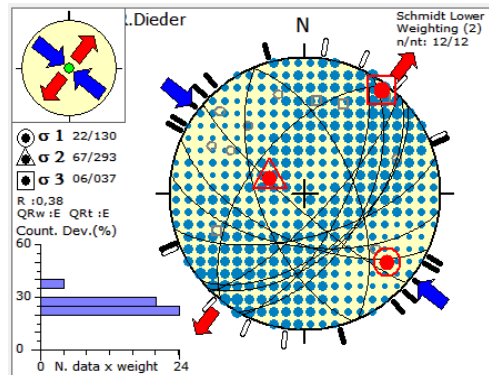 R.Dieder
N
Schmidt Lower
Weighting (2)
n/nt: 12/12
σ 1 22/130
σ 2 67/293
σ 3 06/037
R :0,38
QRw :E QRt :E
Count. Dev.(%)
60
30
0
0 N. data x weight 24